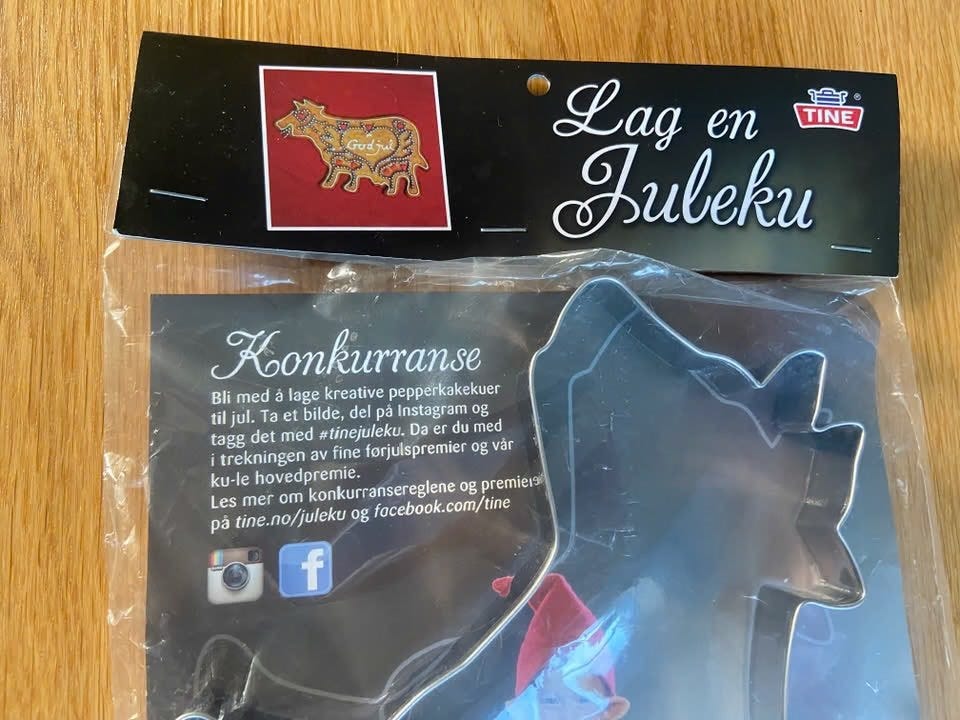 Lag en
Juleku
TINE
®
God jul
Konkurranse
Bli med å lage kreative pepperkakekuer
til jul. Ta et bilde, del på Instagram og
tagg det med #tinejuleku. Da er du med
i trekningen av fine førjulspremier og vår
ku-le hovedpremie.
Les mer om konkurransereglene og premiene
på tine.no/juleku og facebook.com/tine
f